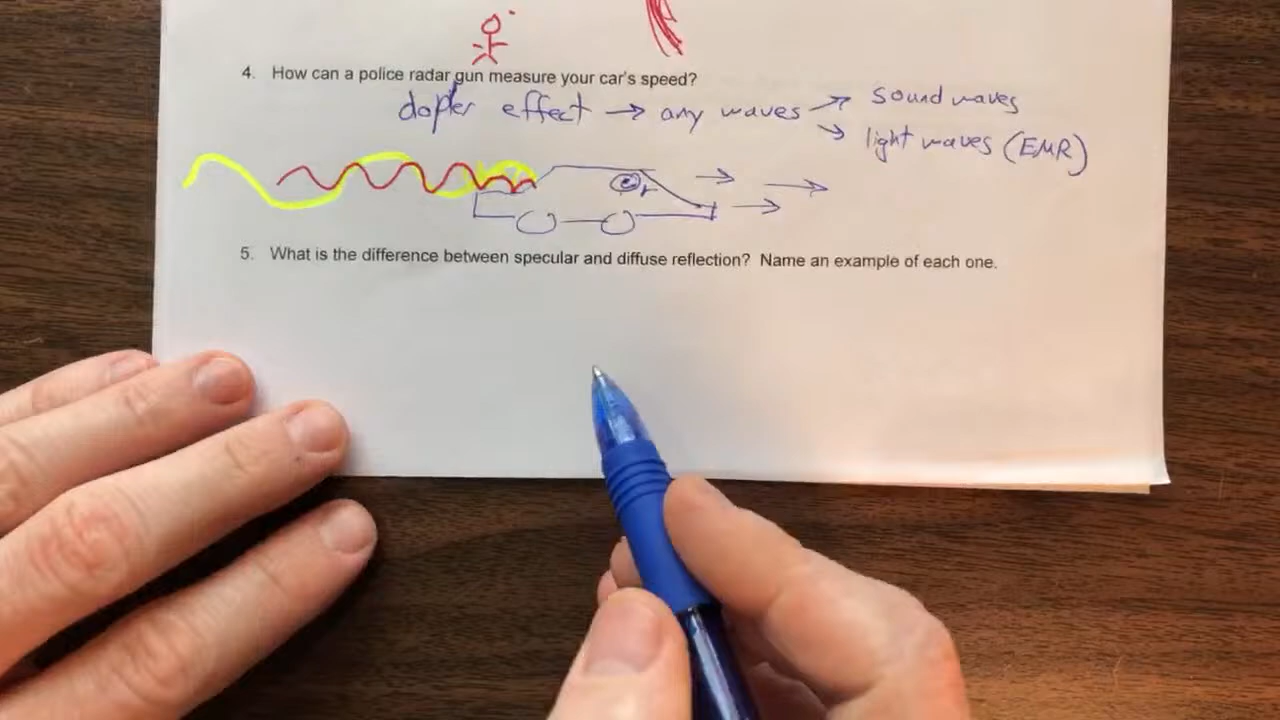 4. How can a police radar gun measure your car's speed?
dopler effect → any waves → sound waves
→ light waves (EMR)
5. What is the difference between specular and diffuse reflection? Name an example of each one.